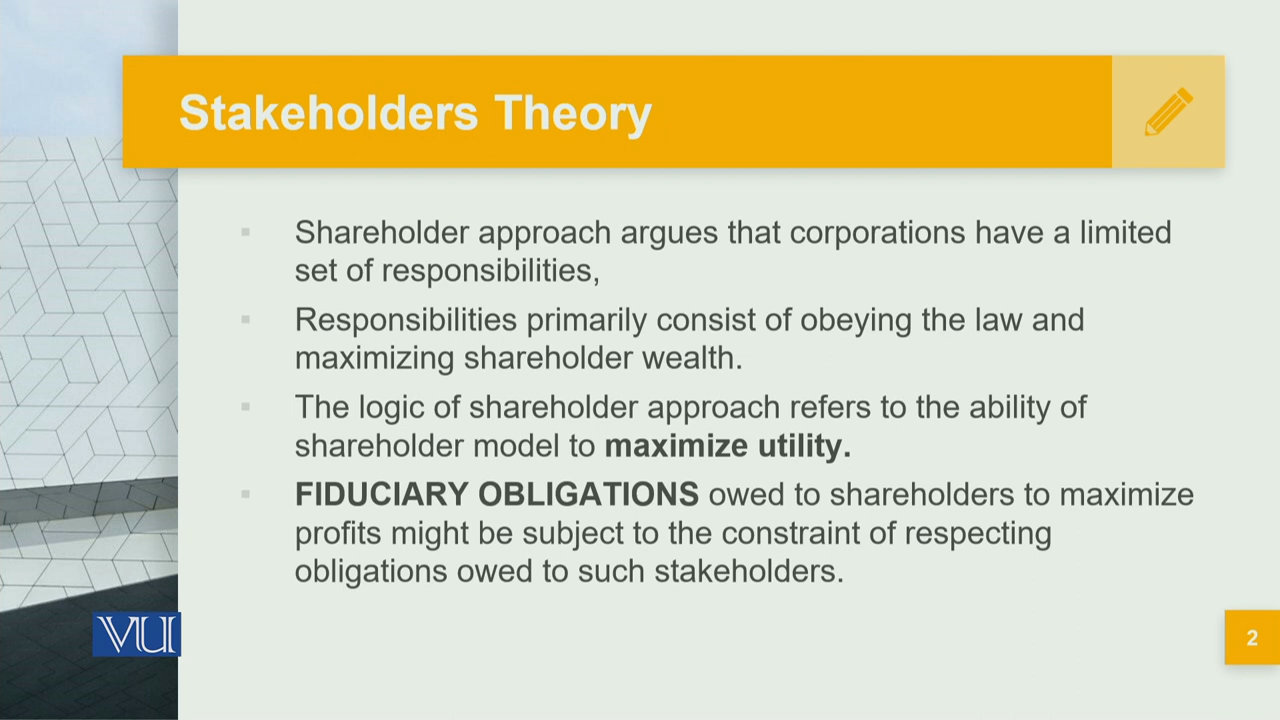 Stakeholders Theory
Shareholder approach argues that corporations have a limited
set of responsibilities,
Responsibilities primarily consist of obeying the law and
maximizing shareholder wealth.
The logic of shareholder approach refers to the ability of
shareholder model to maximize utility.
FIDUCIARY OBLIGATIONS owed to shareholders to maximize
profits might be subject to the constraint of respecting
obligations owed to such stakeholders.
VU
2